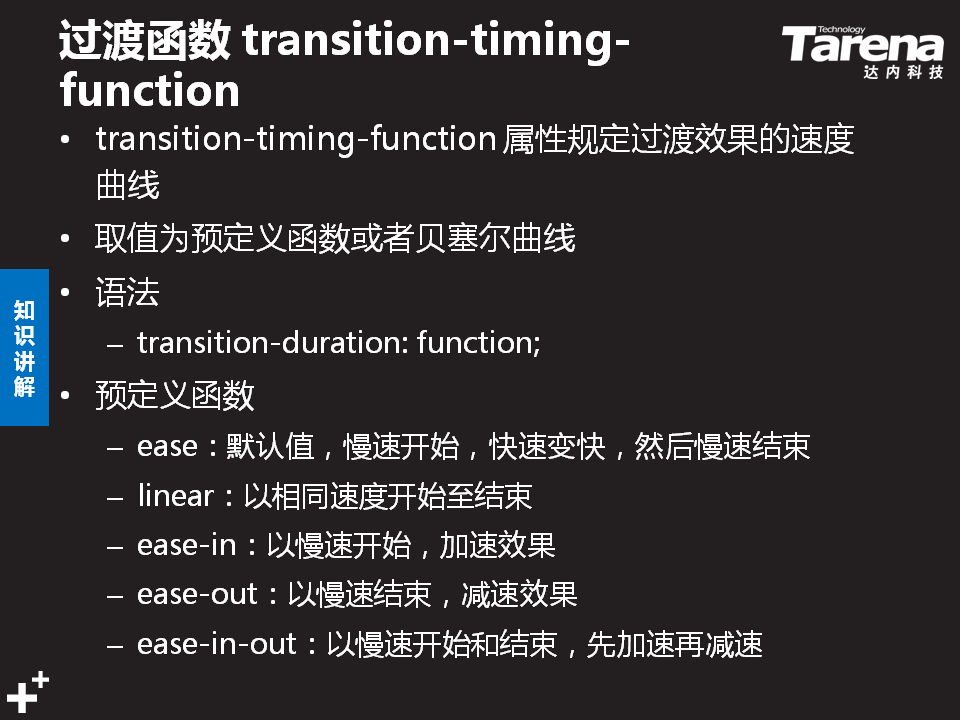 过渡函数 transition-timing-
function
Technology
Tarena
达内科技
• transition-timing-function 属性规定过渡效果的速度
曲线
• 取值为预定义函数或者贝塞尔曲线
• 语法
– transition-duration: function;
知识讲解
• 预定义函数
– ease：默认值，慢速开始，快速变快，然后慢速结束
– linear：以相同速度开始至结束
– ease-in：以慢速开始，加速效果
– ease-out：以慢速结束，减速效果
– ease-in-out：以慢速开始和结束，先加速再减速